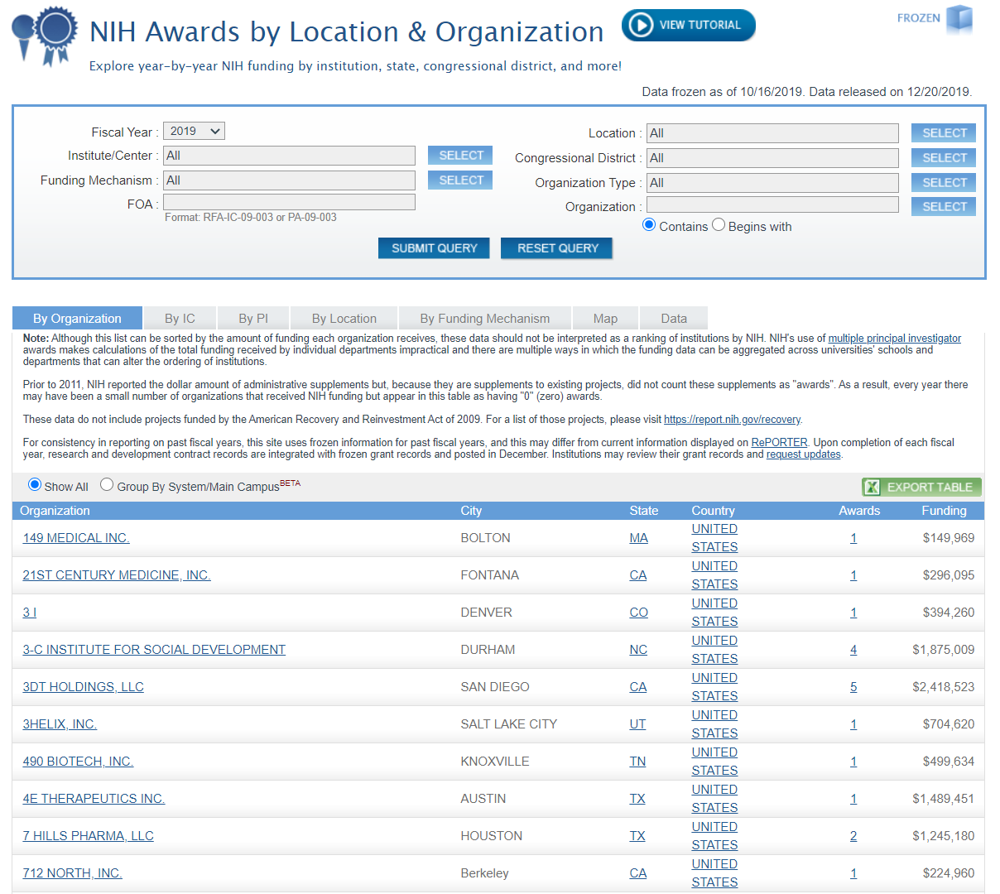 NIH Awards by Location & Organization
VIEW TUTORIAL
FROZEN
Explore year-by-year NIH funding by institution, state, congressional district, and more!
Data frozen as of 10/16/2019. Data released on 12/20/2019.
Fiscal Year : 2019
Location : All SELECT
Institute/Center : All SELECT
Congressional District : All SELECT
Funding Mechanism : All SELECT
Organization Type : All SELECT
FOA :
Organization : SELECT
Format: RFA-IC-09-003 or PA-09-003
Contains Begins with
SUBMIT QUERY RESET QUERY
By Organization By IC By PI By Location By Funding Mechanism Map Data
Note: Although this list can be sorted by the amount of funding each organization receives, these data should not be interpreted as a ranking of institutions by NIH. NIH's use of multiple principal investigator
awards makes calculations of the total funding received by individual departments impractical and there are multiple ways in which the funding data can be aggregated across universities' schools and
departments that can alter the ordering of institutions.
Prior to 2011, NIH reported the dollar amount of administrative supplements but, because they are supplements to existing projects, did not count these supplements as "awards". As a result, every year there
may have been a small number of organizations that received NIH funding but appear in this table as having "0" (zero) awards.
These data do not include projects funded by the American Recovery and Reinvestment Act of 2009. For a list of those projects, please visit https://report.nih.gov/recovery.
For consistency in reporting on past fiscal years, this site uses frozen information for past fiscal years, and this may differ from current information displayed on RePORTER. Upon completion of each fiscal
year, research and development contract records are integrated with frozen grant records and posted in December. Institutions may review their grant records and request updates.
Show All Group By System/Main CampusBETA EXPORT TABLE
Organization City State Country Awards Funding
149 MEDICAL INC. BOLTON MA UNITED STATES 1 $149,969
21ST CENTURY MEDICINE, INC. FONTANA CA UNITED STATES 1 $296,095
3 I DENVER CO UNITED STATES 1 $394,260
3-C INSTITUTE FOR SOCIAL DEVELOPMENT DURHAM NC UNITED STATES 4 $1,875,009
3DT HOLDINGS, LLC SAN DIEGO CA UNITED STATES 5 $2,418,523
3HELIX, INC. SALT LAKE CITY UT UNITED STATES 1 $704,620
490 BIOTECH, INC. KNOXVILLE TN UNITED STATES 1 $499,634
4E THERAPEUTICS INC. AUSTIN TX UNITED STATES 1 $1,489,451
7 HILLS PHARMA, LLC HOUSTON TX UNITED STATES 2 $1,245,180
712 NORTH, INC. Berkeley CA UNITED STATES 1 $224,960